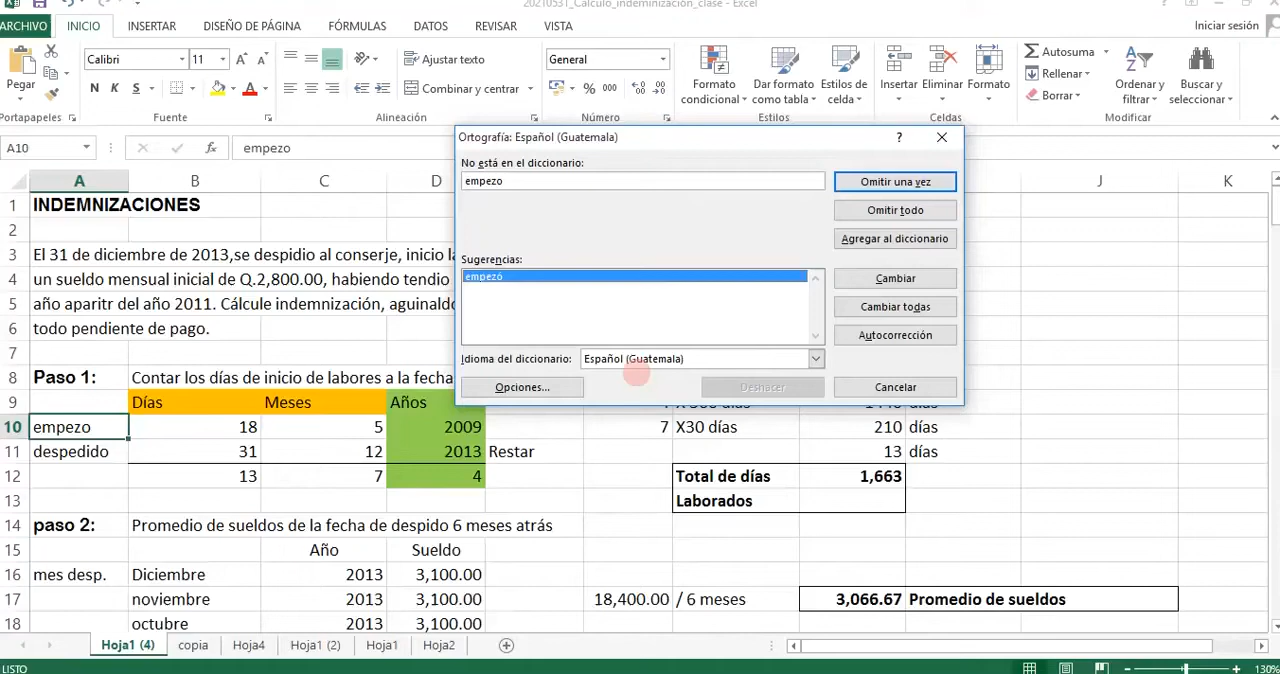 20210531_Calculo_indemnización_clase - Excel
ARCHIVO INICIO INSERTAR DISEÑO DE PÁGINA FÓRMULAS DATOS REVISAR VISTA Iniciar sesión
Pegar
Calibri 11
N K S
Ajustar texto
Combinar y centrar
General
% 000
Formato condicional
Dar formato como tabla
Estilos de celda
Insertar Eliminar Formato
Autosuma
Rellenar
Borrar
Ordenar y filtrar
Buscar y seleccionar
Portapapeles Fuente Alineación Número Estilos Celdas Modificar
A10 fx empezo
Ortografía: Español (Guatemala) ?
No está en el diccionario:
empezo
Omitir una vez
Omitir todo
Agregar al diccionario
Sugerencias:
empezó
Cambiar
Cambiar todas
Autocorrección
Idioma del diccionario: Español (Guatemala)
Opciones... Deshacer Cancelar
A B C D J K
1 INDEMNIZACIONES
2
3 El 31 de diciembre de 2013,se despidio al conserje, inicio la
4 un sueldo mensual inicial de Q.2,800.00, habiendo tendio
5 año aparitr del año 2011. Cálcule indemnización, aguinaldo
6 todo pendiente de pago.
7
8 Paso 1: Contar los días de inicio de labores a la fecha
9 Días Meses Años días
10 empezo 18 5 2009 7 X30 días 210 días
11 despedido 31 12 2013 Restar 13 días
12 13 7 4 Total de días 1,663
13 Laborados
14 paso 2: Promedio de sueldos de la fecha de despido 6 meses atrás
15 Año Sueldo
16 mes desp. Diciembre 2013 3,100.00
17 noviembre 2013 3,100.00 18,400.00 / 6 meses 3,066.67 Promedio de sueldos
18 octubre 2013 3,100.00
Hoja1 (4) copia Hoja4 Hoja1 (2) Hoja1 Hoja2
LISTO 130%